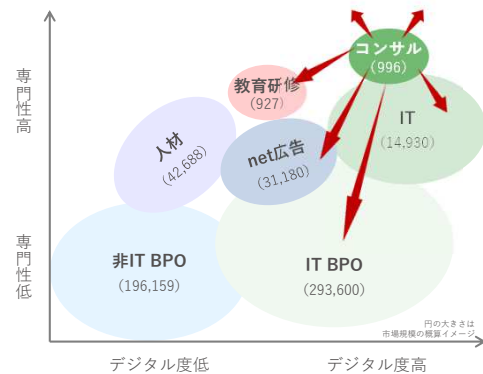 専門性高
専門性低
コンサル
(996)
教育研修
(927)
IT
(14,930)
人材
(42,688)
net広告
(31,180)
非IT BPO
(196,159)
IT BPO
(293,600)
円の大きさは
市場規模の概算イメージ
デジタル度低
デジタル度高